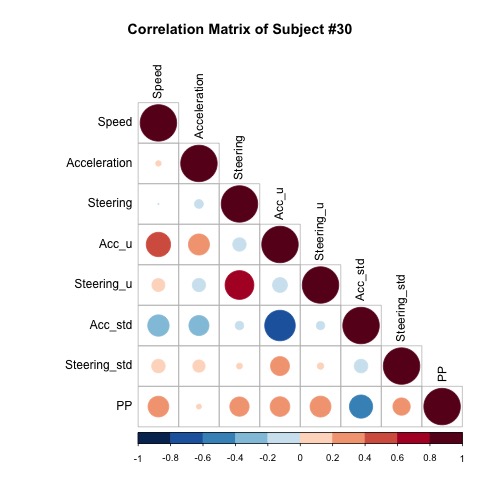 Correlation Matrix of Subject #30
Speed
Acceleration
Steering
Acc_u
Steering_u
Acc_std
Steering_std
PP
Speed
Acceleration
Steering
Acc_u
Steering_u
Acc_std
Steering_std
PP
-1 -0.8 -0.6 -0.4 -0.2 0 0.2 0.4 0.6 0.8 1